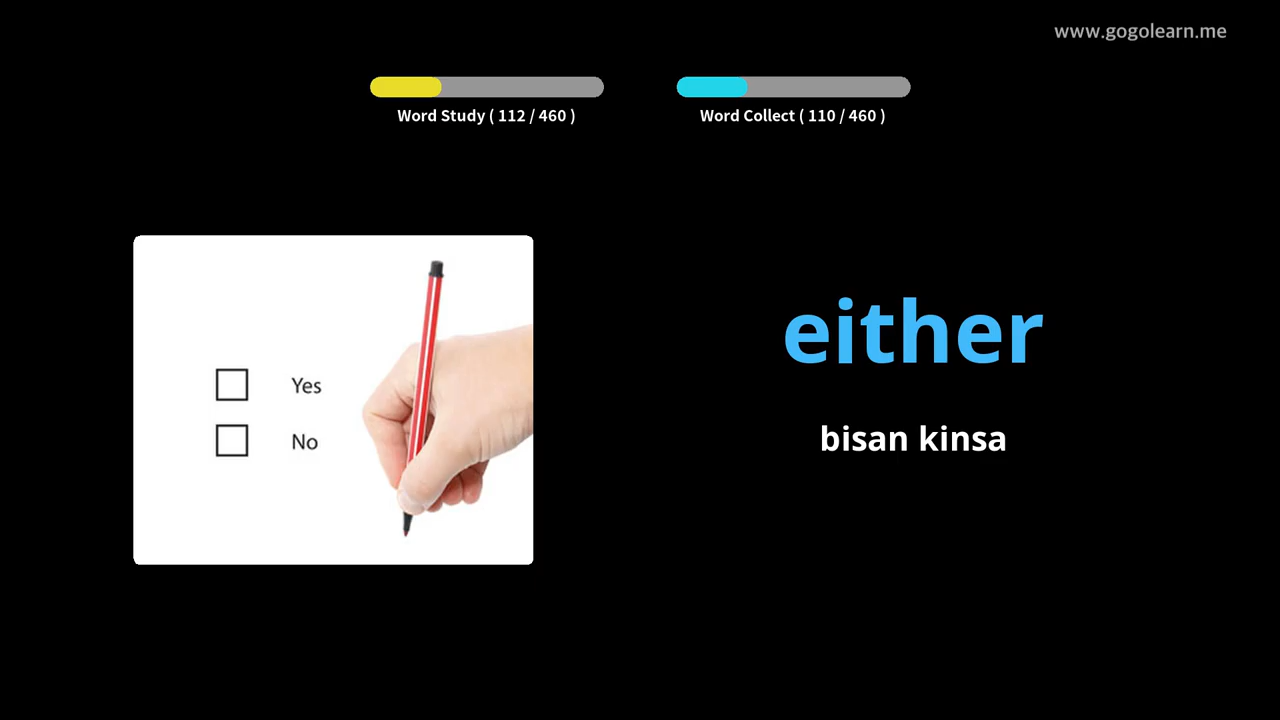 www.gogolearn.me
Word Study ( 112 / 460 )
Word Collect ( 110 / 460 )
Yes
No
either
bisan kinsa